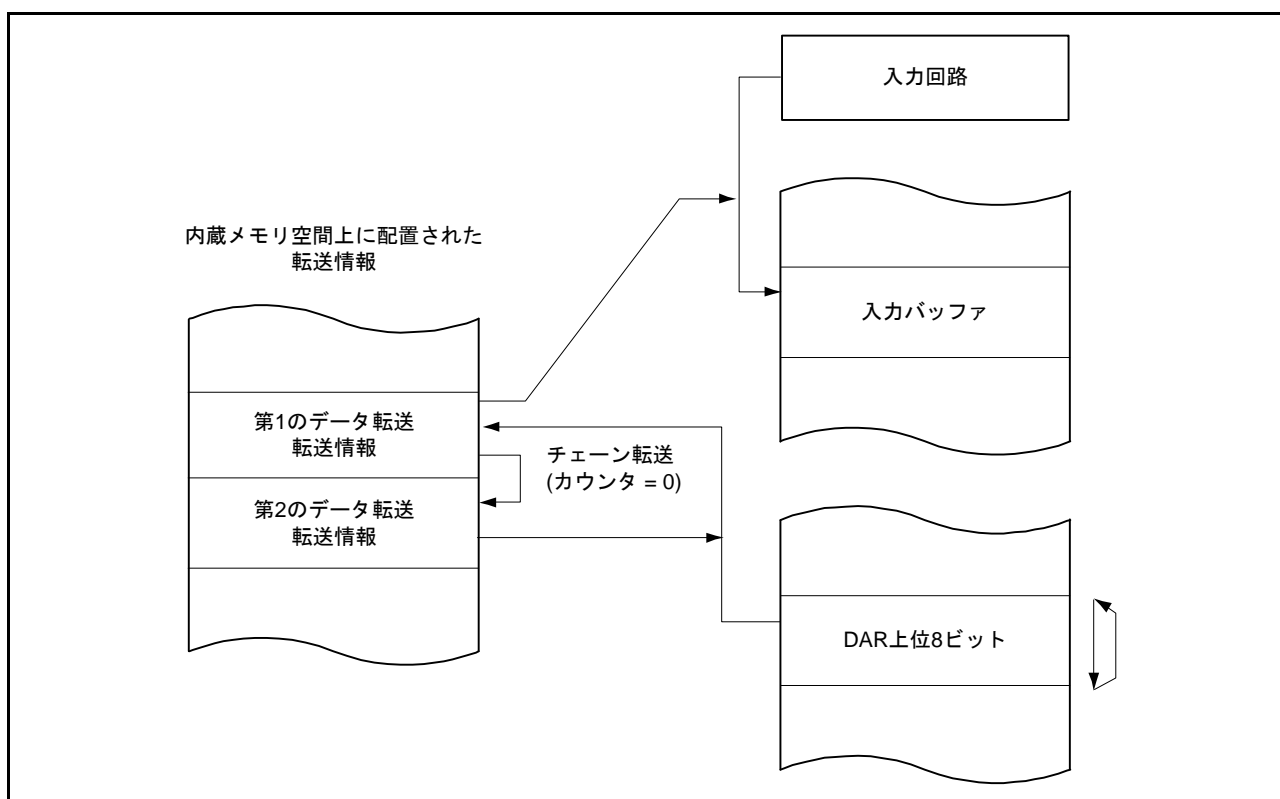 入力回路
内蔵メモリ空間上に配置された
転送情報
入力バッファ
第1のデータ転送
転送情報
チェーン転送
(カウンタ = 0)
第2のデータ転送
転送情報
DAR上位8ビット